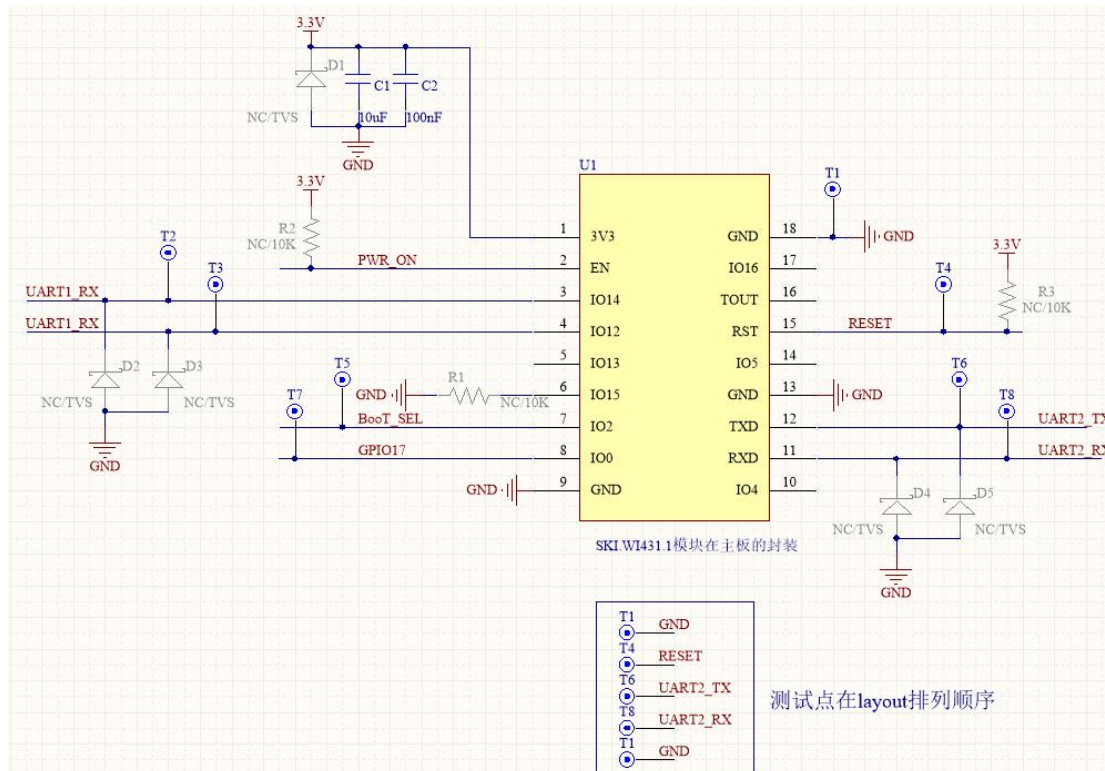 3.3V
D1
C1
C2
NC/TVS
10uF
100nF
GND
U1
3.3V
T1
R2
NC/10K
T2
1
3V3
GND
18
GND
3.3V
PWR_ON
2
EN
IO16
17
T3
T4
UART1_RX
3
IO14
TOUT
16
R3
NC/10K
UART1_RX
4
IO12
RST
15
RESET
5
IO13
IO5
14
D2
D3
T5
R1
T6
NC/TVS
NC/TVS
T7
GND
NC/10K
6
IO15
GND
13
GND
T8
BooT_SEL
7
IO2
TXD
12
UART2_TX
GPIO17
8
IO0
RXD
11
UART2_RX
GND
GND
9
GND
IO4
10
D4
D5
NC/TVS
NC/TVS
SKI.WI431.1模块在主板的封装
GND
T1
GND
T4
RESET
T6
UART2_TX
测试点在layout排列顺序
T8
UART2_RX
T1
GND